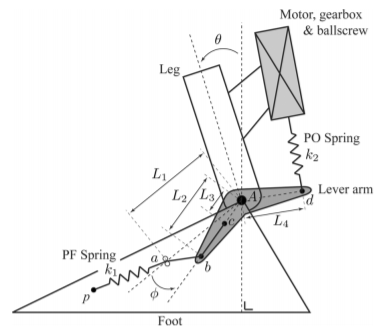 Motor, gearbox
& ballscrew
θ
Leg
PO Spring
k₂
L₁
L₂
L₃
A
Lever arm
d
c
L₄
PF Spring
k₁
a
b
p
ϕ
Foot